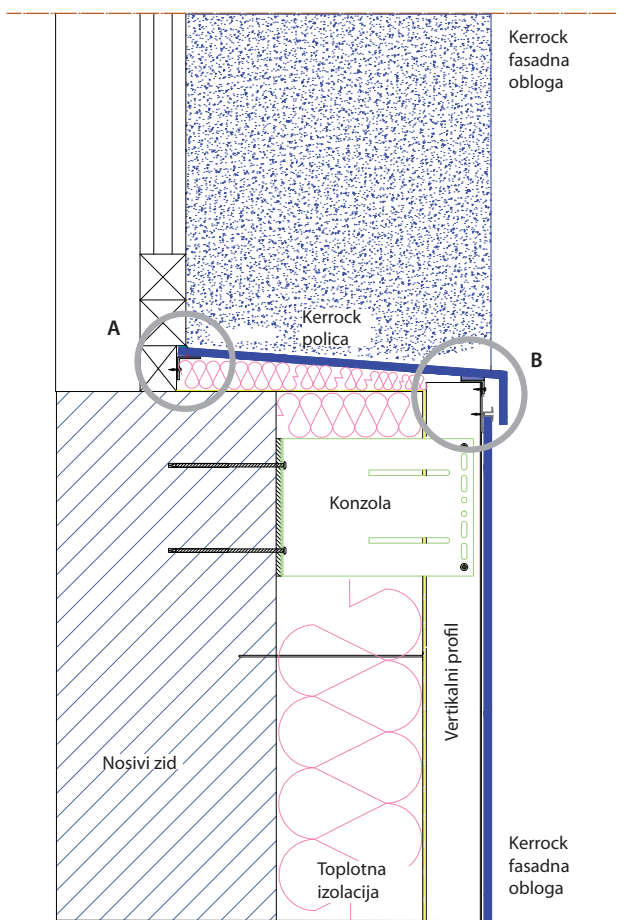 Kerrock
fasadna
obloga
A
Kerrock
polica
B
Konzola
Vertikalni profil
Nosivi zid
Toplotna
izolacija
Kerrock
fasadna
obloga